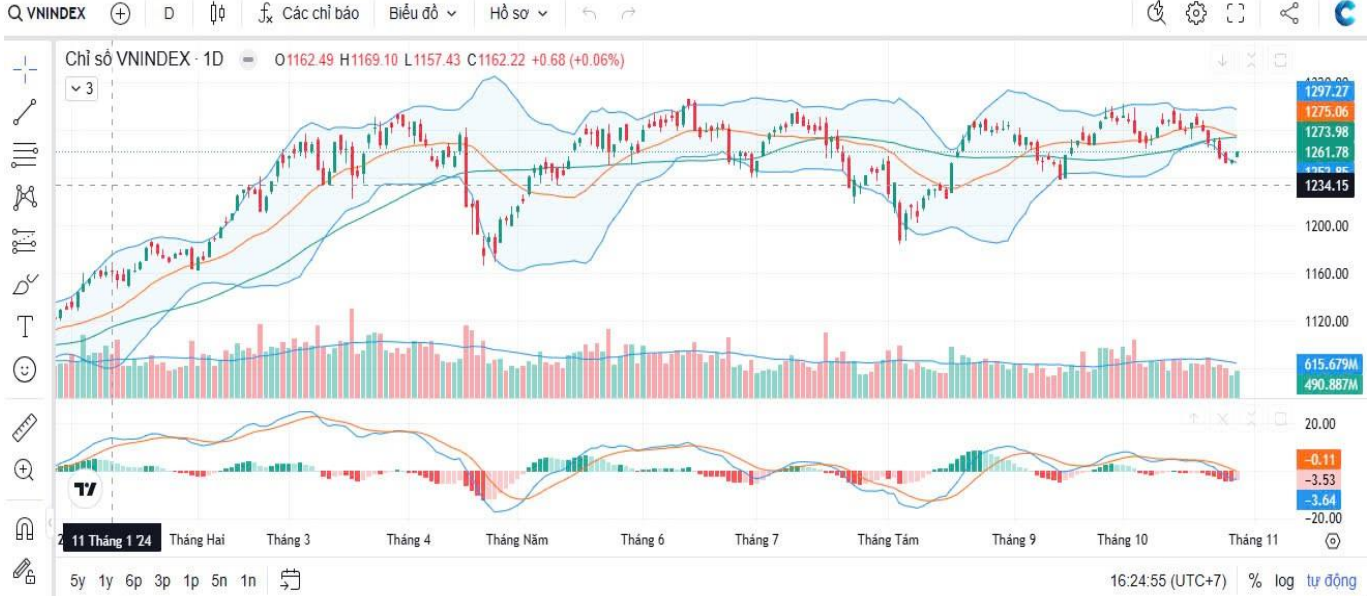 VNINDEX D Các chỉ báo Biểu đồ Hồ sơ
Chỉ số VNINDEX · 1D O1162.49 H1169.10 L1157.43 C1162.22 +0.68 (+0.06%)
3
1297.27
1275.06
1273.98
1261.78
1234.15
1200.00
1160.00
1120.00
615.679M
490.887M
20.00
−0.11
−3.53
−3.64
−20.00
11 Tháng 1 '24 Tháng Hai Tháng 3 Tháng 4 Tháng Năm Tháng 6 Tháng 7 Tháng Tám Tháng 9 Tháng 10 Tháng 11
5y 1y 6p 3p 1p 5n 1n 16:24:55 (UTC+7) % log tự động